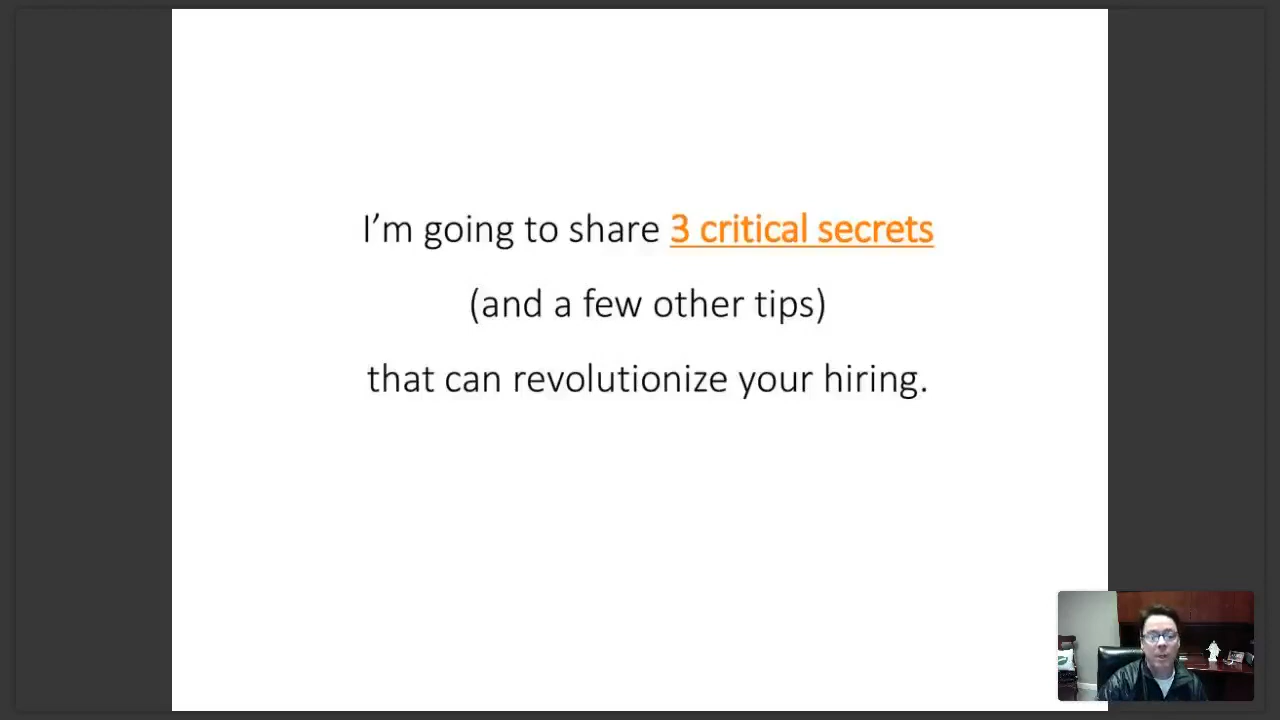 I’m going to share 3 critical secrets
(and a few other tips)
that can revolutionize your hiring.